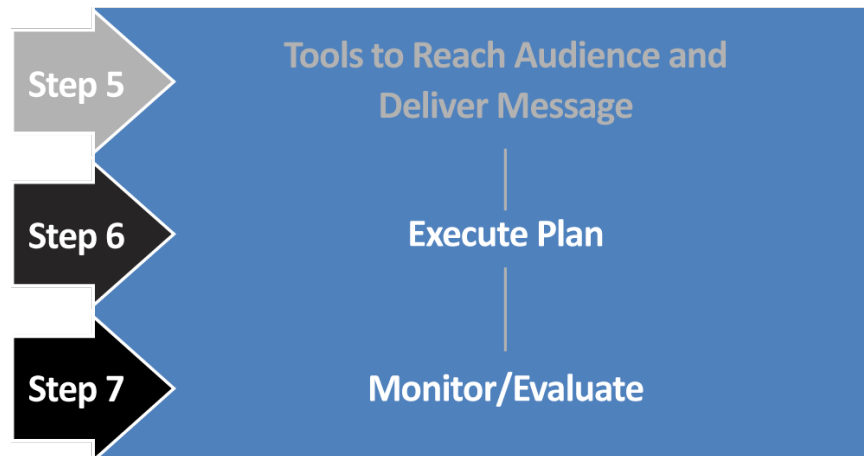 Step 5
Tools to Reach Audience and
Deliver Message
Step 6
Execute Plan
Step 7
Monitor/Evaluate